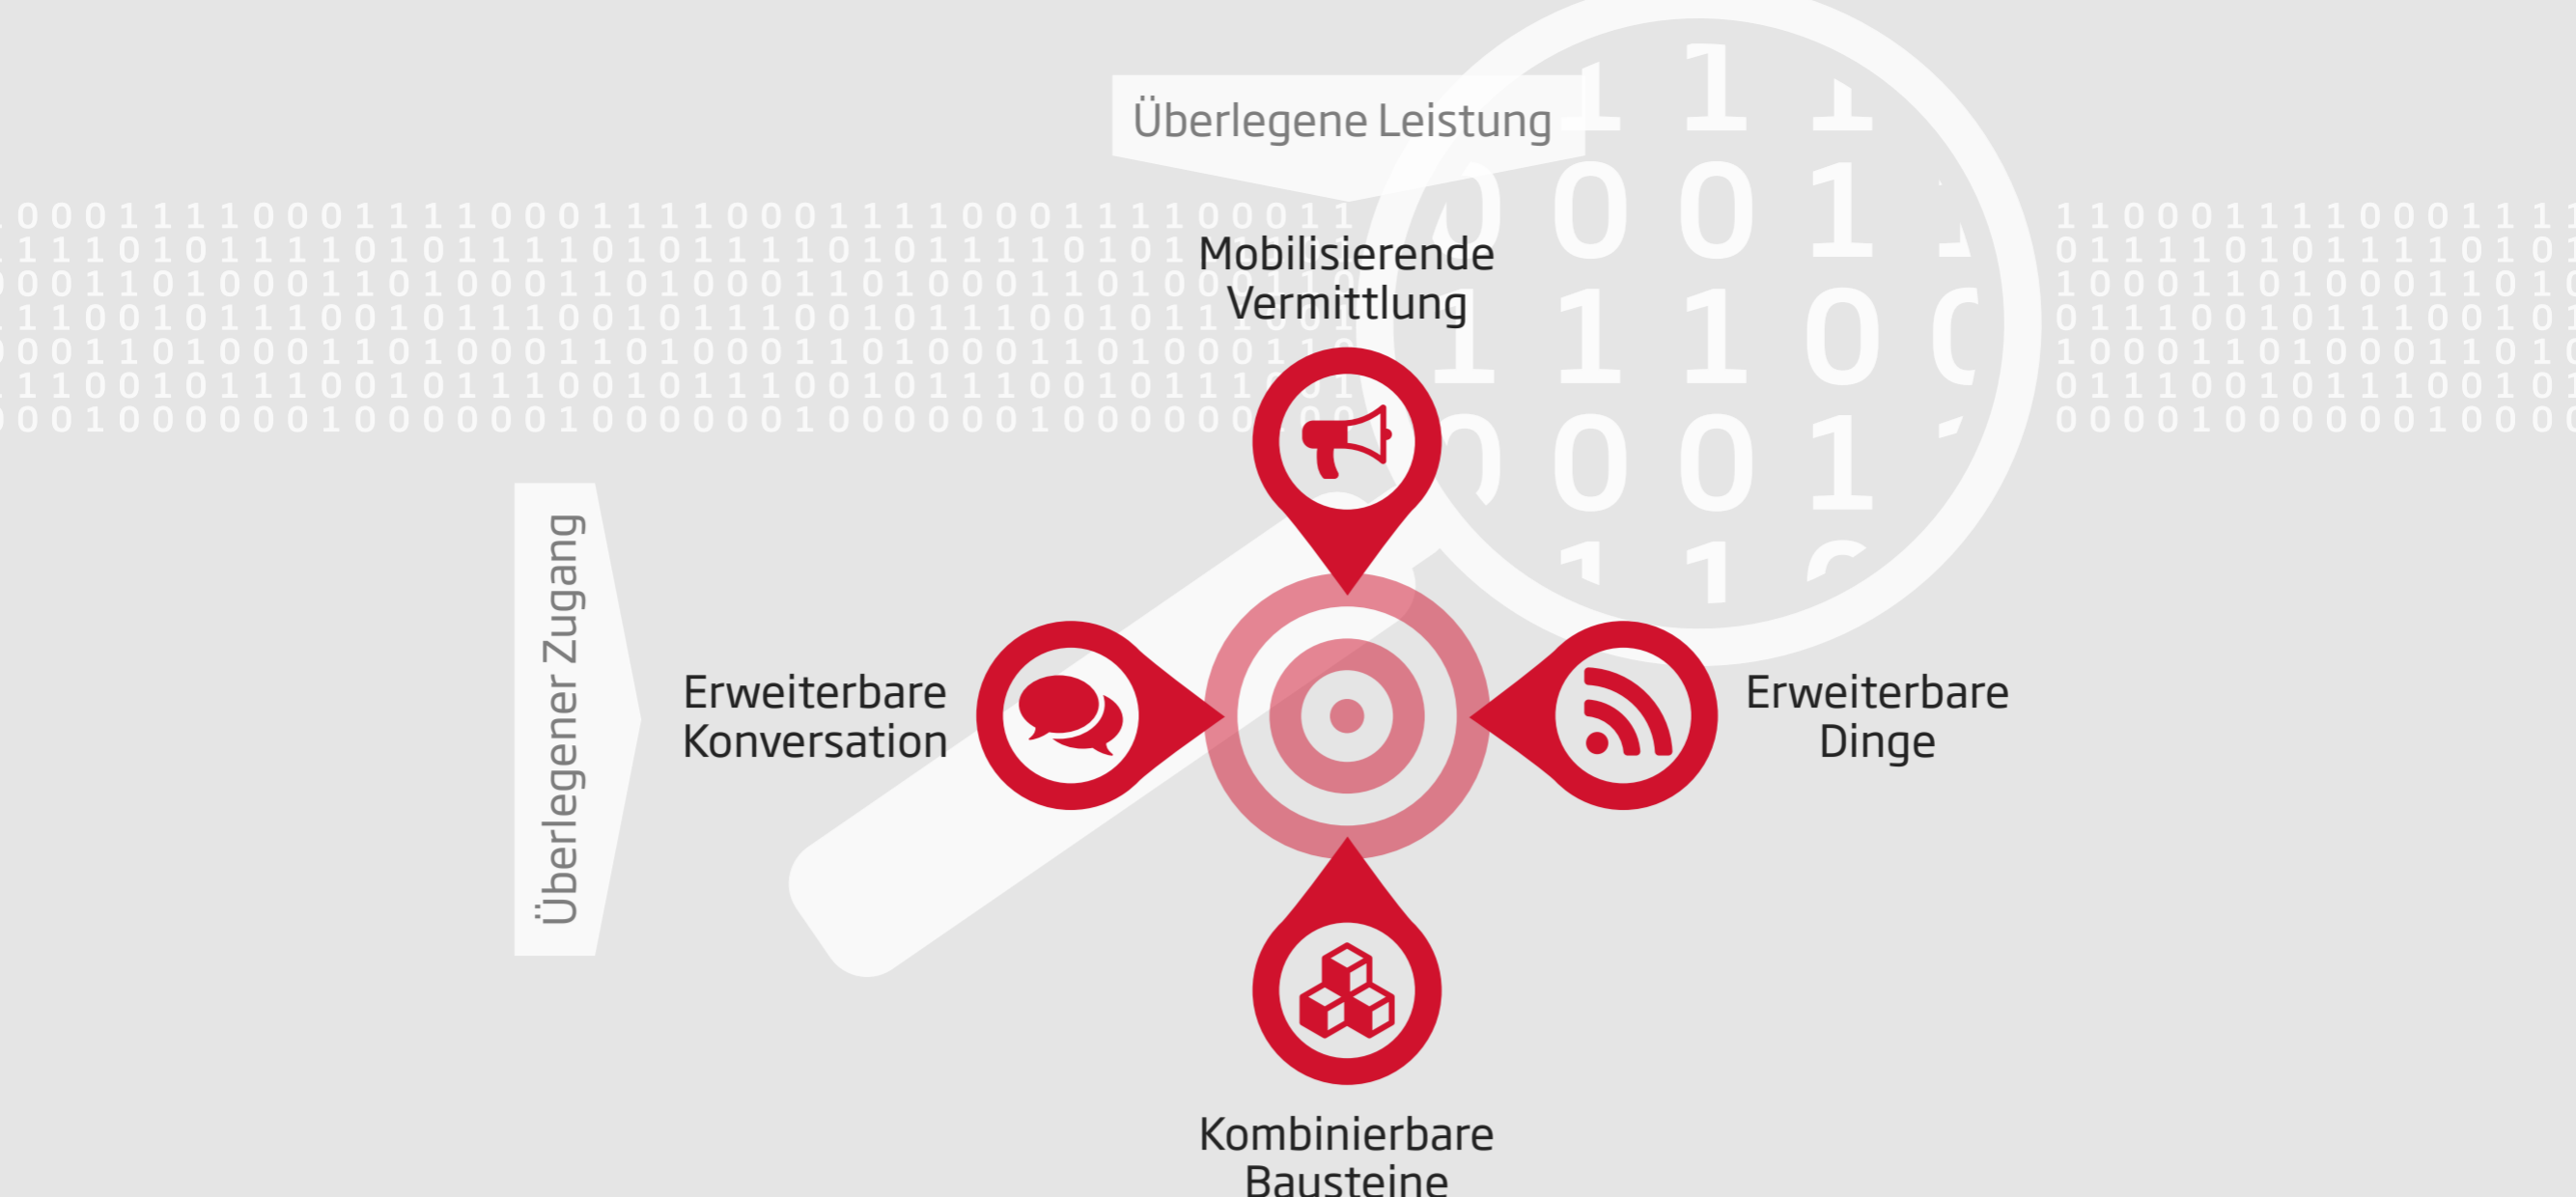 Überlegene Leistung
Mobilisierende
Vermittlung
Überlegener Zugang
Erweiterbare
Konversation
Erweiterbare
Dinge
Kombinierbare
Bausteine